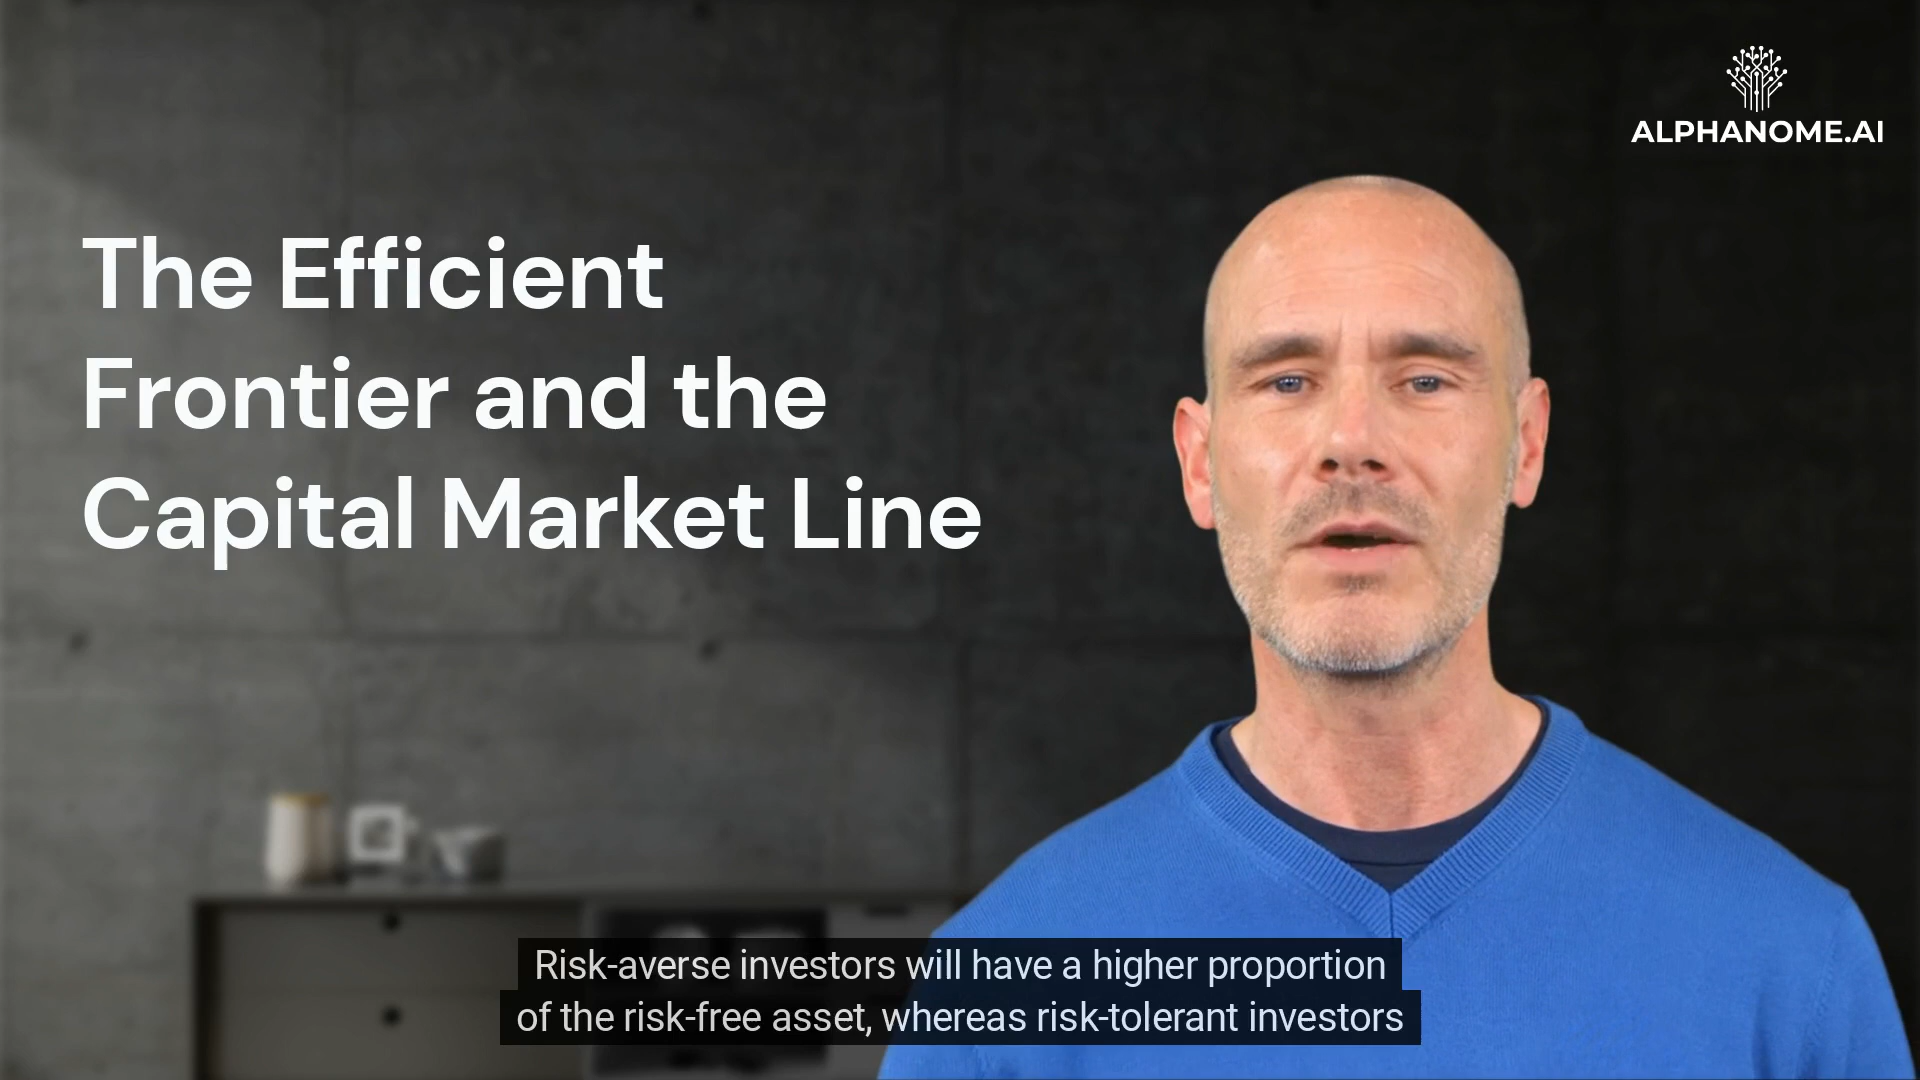 ALPHANOME.AI
The Efficient
Frontier and the
Capital Market Line
Risk-averse investors will have a higher proportion
of the risk-free asset, whereas risk-tolerant investors